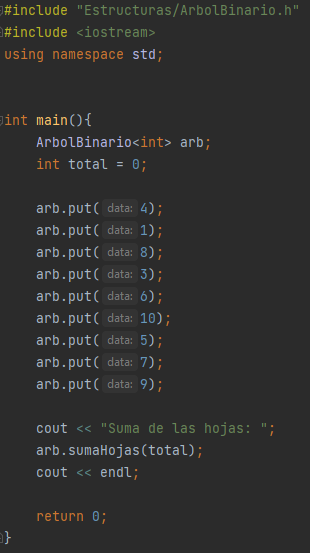 #include "Estructuras/ArbolBinario.h"
#include <iostream>
using namespace std;
int main(){
ArbolBinario<int> arb;
int total = 0;
arb.put( data: 4);
arb.put( data: 1);
arb.put( data: 8);
arb.put( data: 3);
arb.put( data: 6);
arb.put( data: 10);
arb.put( data: 5);
arb.put( data: 7);
arb.put( data: 9);
cout << "Suma de las hojas: ";
arb.sumaHojas(total);
cout << endl;
return 0;
}